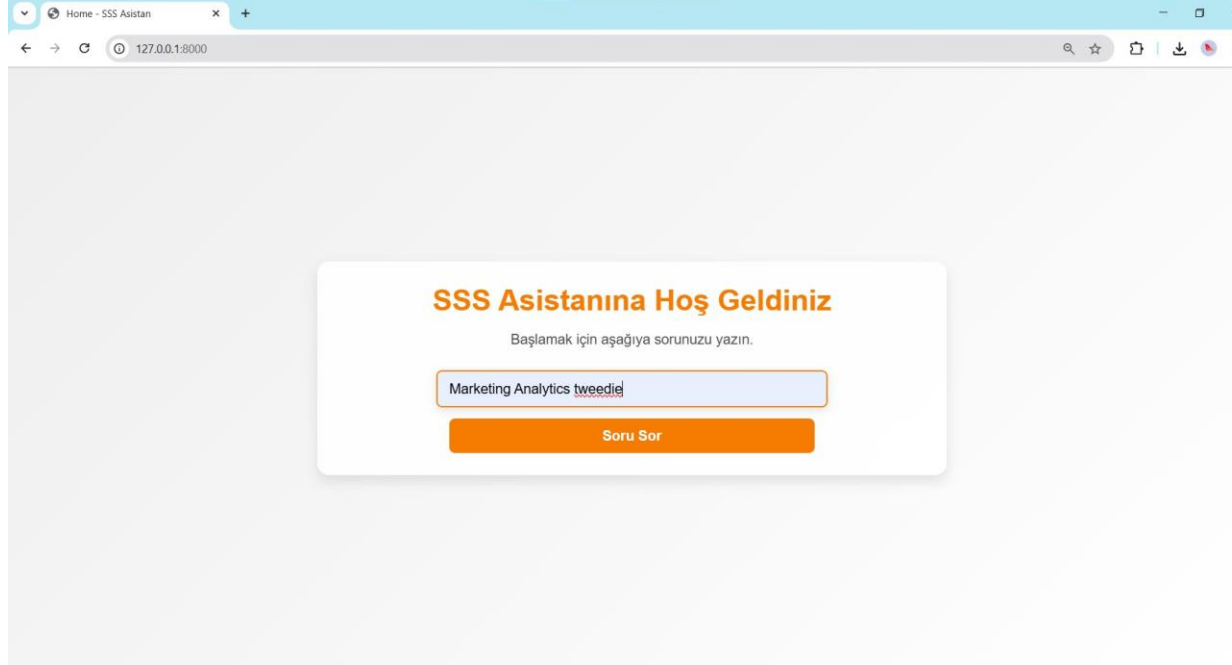 Home - SSS Asistan
127.0.0.1:8000
SSS Asistanına Hoş Geldiniz
Başlamak için aşağıya sorunuzu yazın.
Marketing Analytics tweedie
Soru Sor